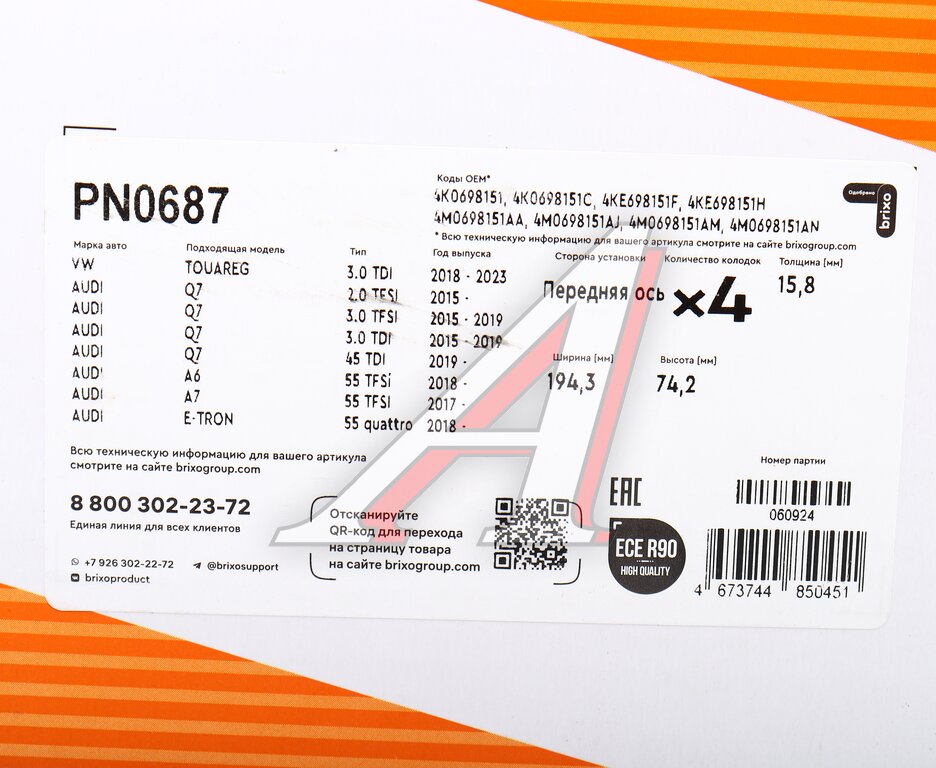 PN0687
Коды OEM*
4K0698151, 4K0698151C, 4KE698151F, 4KE698151H
4M0698151AA, 4M0698151AJ, 4M0698151AM, 4M0698151AN
* Всю техническую информацию для вашего артикула смотрите на сайте brixogroup.com
Одобрено
brixo
Марка авто Подходящая модель Тип Год выпуска
VW TOUAREG 3.0 TDI 2018 - 2023
AUDI Q7 2.0 TFSI 2015 -
AUDI Q7 3.0 TFSI 2015 - 2019
AUDI Q7 3.0 TDI 2015 - 2019
AUDI Q7 45 TDI 2019 -
AUDI A6 55 TFSi 2018 -
AUDI A7 55 TFSI 2017 -
AUDI E-TRON 55 quattro 2018 -
Сторона установки Количество колодок Толщина [мм]
Передняя ось x4 15,8
Ширина [мм] Высота [мм]
194,3 74,2
Всю техническую информацию для вашего артикула
смотрите на сайте brixogroup.com
8 800 302-23-72
Единая линия для всех клиентов
+7 926 302-22-72 @brixosupport
brixoproduct
Отсканируйте
QR-код для перехода
на страницу товара
на сайте brixogroup.com
EAC
ECE R90
HIGH QUALITY
Номер партии
060924
4 673744 850451